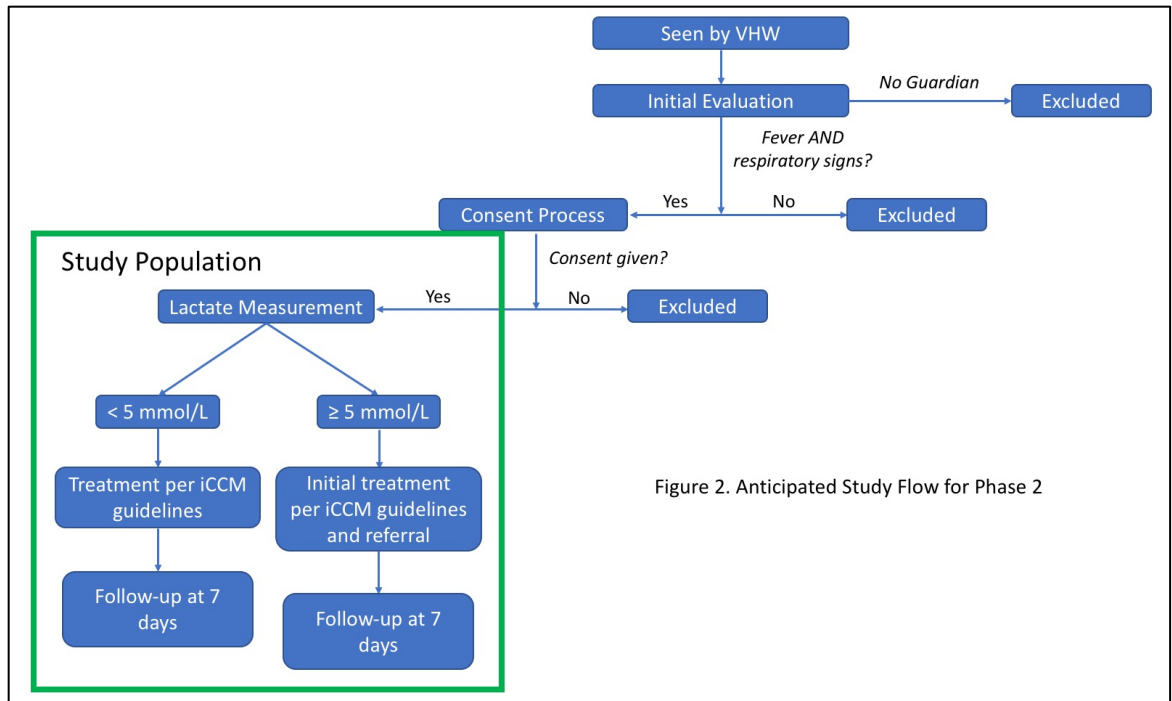 Seen by VHW
Initial Evaluation
No Guardian
Excluded
Fever AND
respiratory signs?
Consent Process
Yes
No
Excluded
Study Population
Consent given?
Lactate Measurement
Yes
No
Excluded
< 5 mmol/L
≥ 5 mmol/L
Treatment per iCCM
guidelines
Initial treatment
per iCCM guidelines
and referral
Follow-up at 7
days
Follow-up at 7
days
Figure 2. Anticipated Study Flow for Phase 2